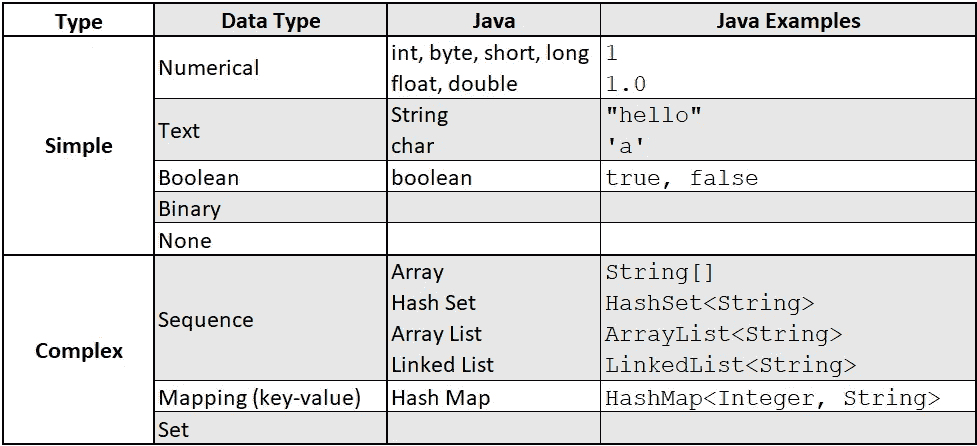 Type Data Type Java Java Examples
Simple
Numerical
int, byte, short, long 1
float, double 1.0
Text
String "hello"
char 'a'
Boolean boolean true, false
Binary
None
Complex
Sequence
Array String[]
Hash Set HashSet<String>
Array List ArrayList<String>
Linked List LinkedList<String>
Mapping (key-value) Hash Map HashMap<Integer, String>
Set